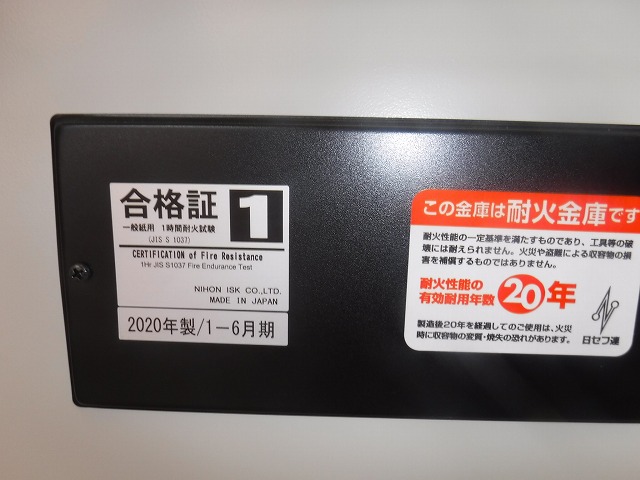 合格証 1
一般紙用 1時間耐火試験
(JIS S 1037)
CERTIFICATION of Fire Resistance
1Hr JIS S1037 Fire Endurance Test
NIHON ISK CO.,LTD.
MADE IN JAPAN
2020年製/1－6月期
この金庫は耐火金庫です
耐火性能の一定基準を満たすものであり、工具等の破
壊には耐えられません。火災や盗難による収容物の損
害を補償するものではありません。
耐火性能の
有効耐用年数 20年
製造後20年を経過してのご使用は、火災
時に収容物の変質・焼失の恐れがあります。
日セフ連